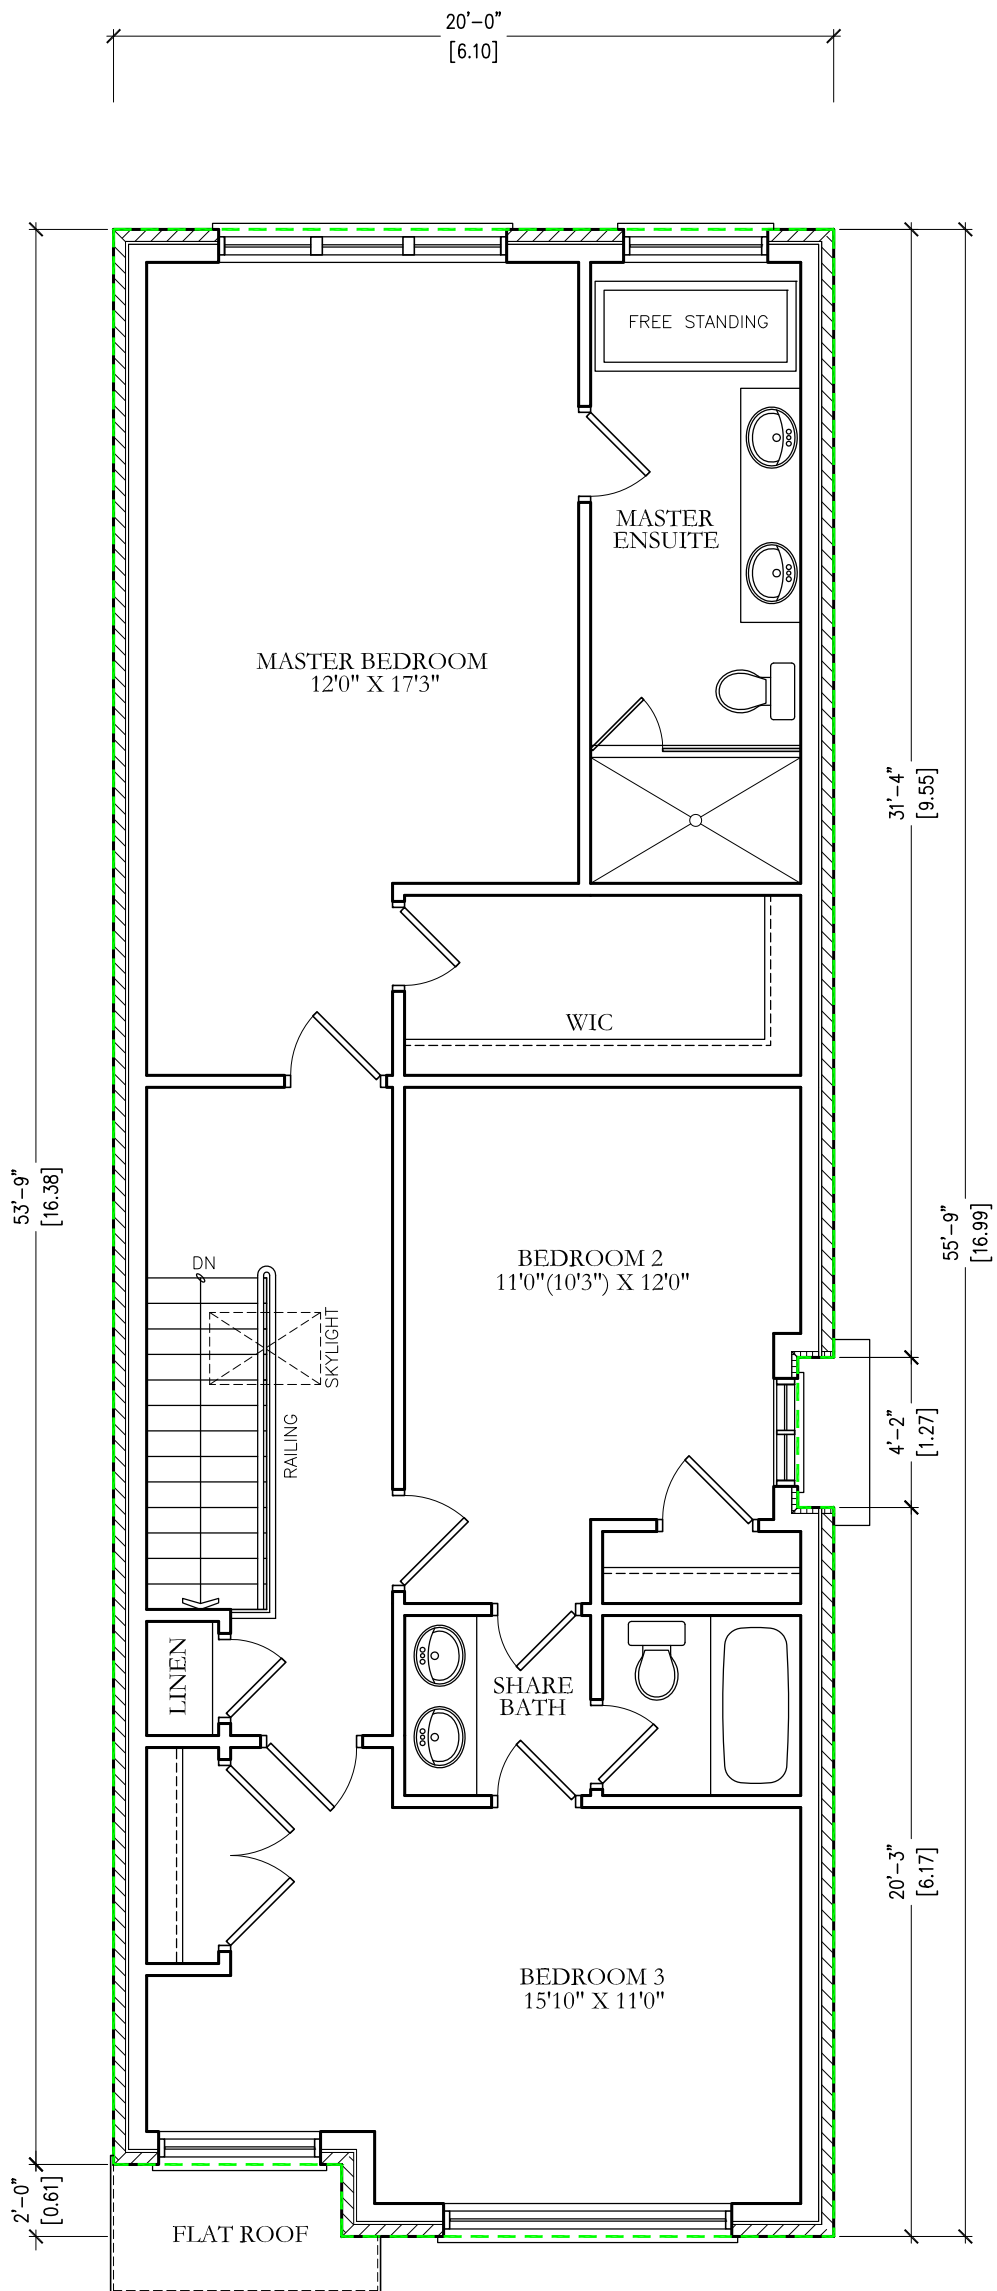 20'-0"
[6.10]
FREE STANDING
MASTER
ENSUITE
MASTER BEDROOM
12'0" X 17'3"
31'-4"
[9.55]
WIC
53'-9"
[16.38]
55'-9"
[16.99]
BEDROOM 2
11'0"(10'3") X 12'0"
DN
SKYLIGHT
RAILING
4'-2"
[1.27]
LINEN
SHARE
BATH
20'-3"
[6.17]
BEDROOM 3
15'10" X 11'0"
2'-0"
[0.61]
FLAT ROOF